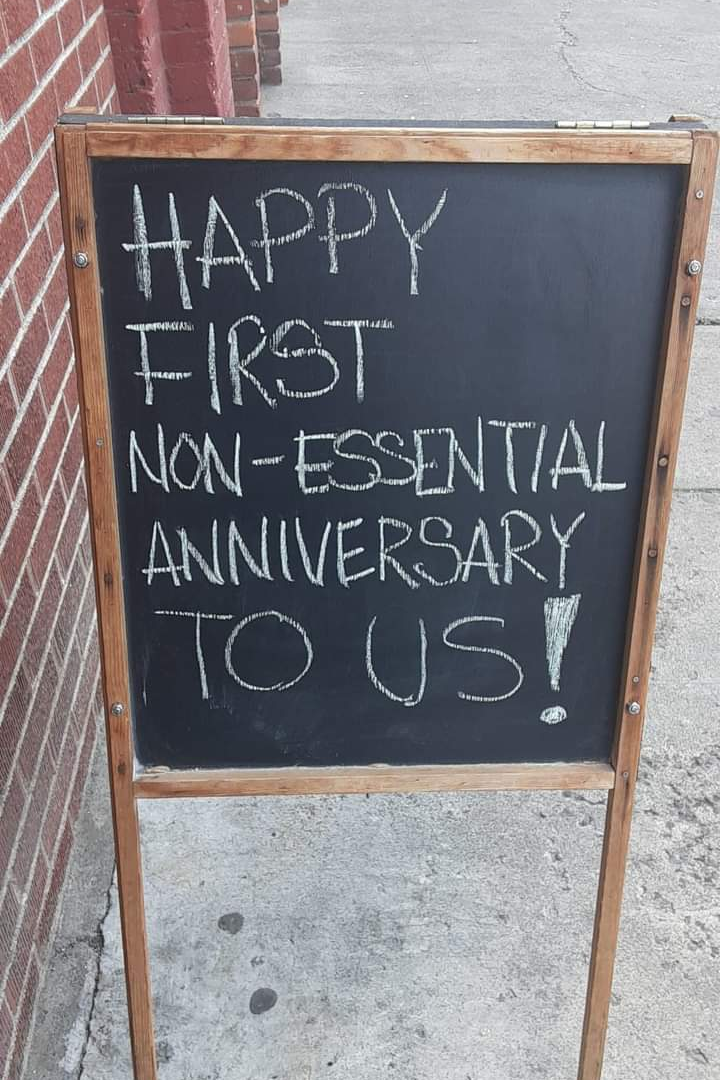 HAPPY
FIRST
NON-ESSENTIAL
ANNIVERSARY
TO US!